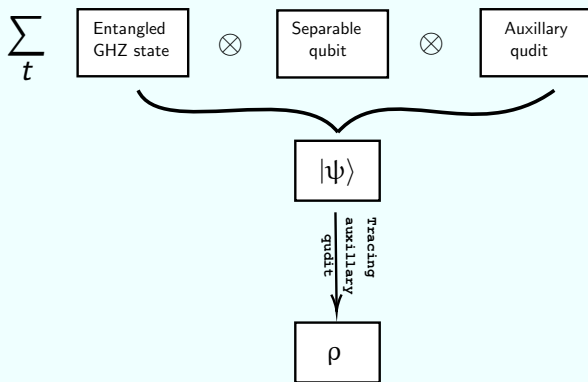 ∑ Entangled ⊗ Separable ⊗ Auxillary
t GHZ state qubit qudit
|ψ⟩
Tracing
auxillary
qudit
ρ